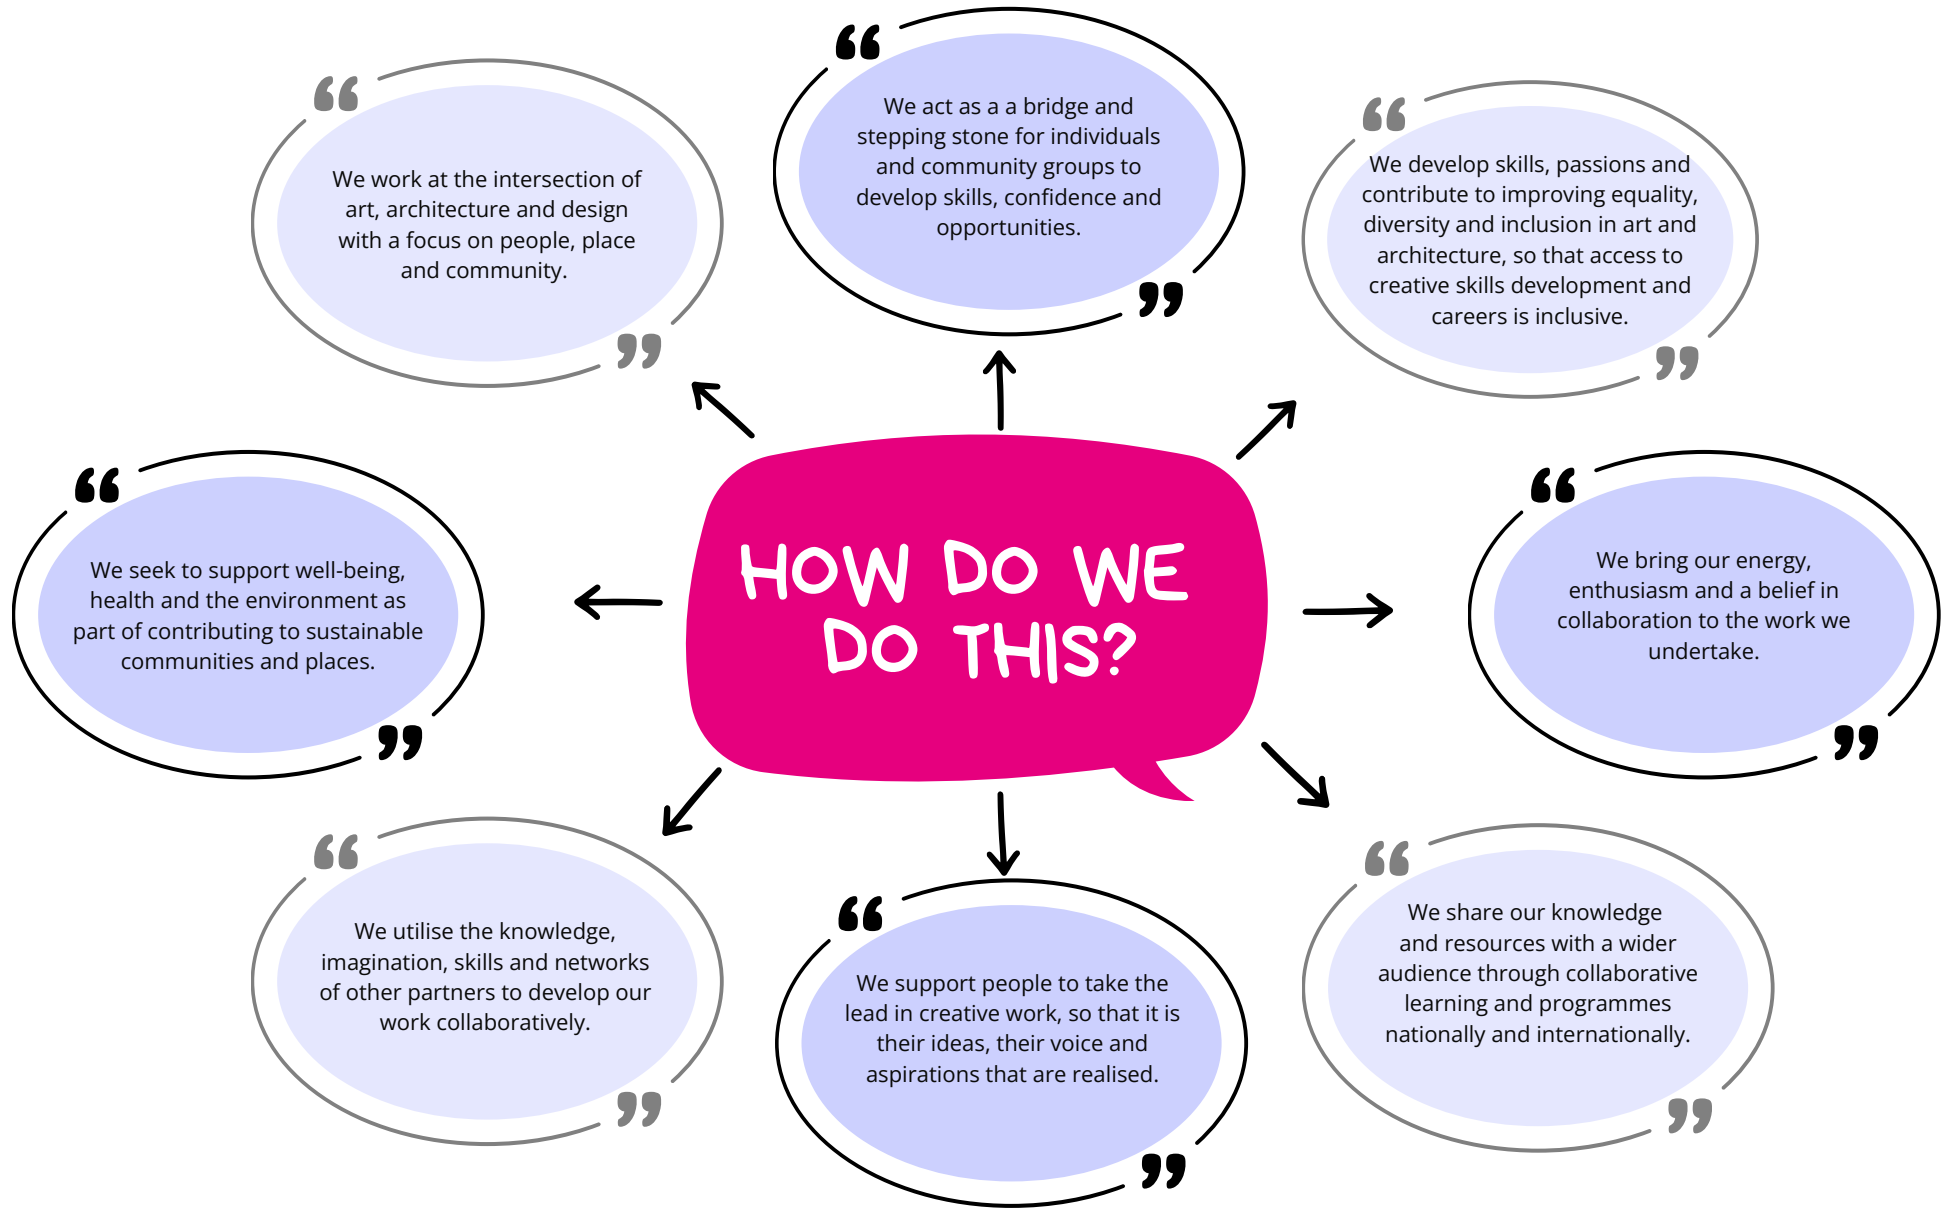 We act as a a bridge and
stepping stone for individuals
and community groups to
develop skills, confidence and
opportunities.
We work at the intersection of
art, architecture and design
with a focus on people, place
and community.
We develop skills, passions and
contribute to improving equality,
diversity and inclusion in art and
architecture, so that access to
creative skills development and
careers is inclusive.
HOW DO WE
DO THIS?
We seek to support well-being,
health and the environment as
part of contributing to sustainable
communities and places.
We bring our energy,
enthusiasm and a belief in
collaboration to the work we
undertake.
We utilise the knowledge,
imagination, skills and networks
of other partners to develop our
work collaboratively.
We support people to take the
lead in creative work, so that it is
their ideas, their voice and
aspirations that are realised.
We share our knowledge
and resources with a wider
audience through collaborative
learning and programmes
nationally and internationally.